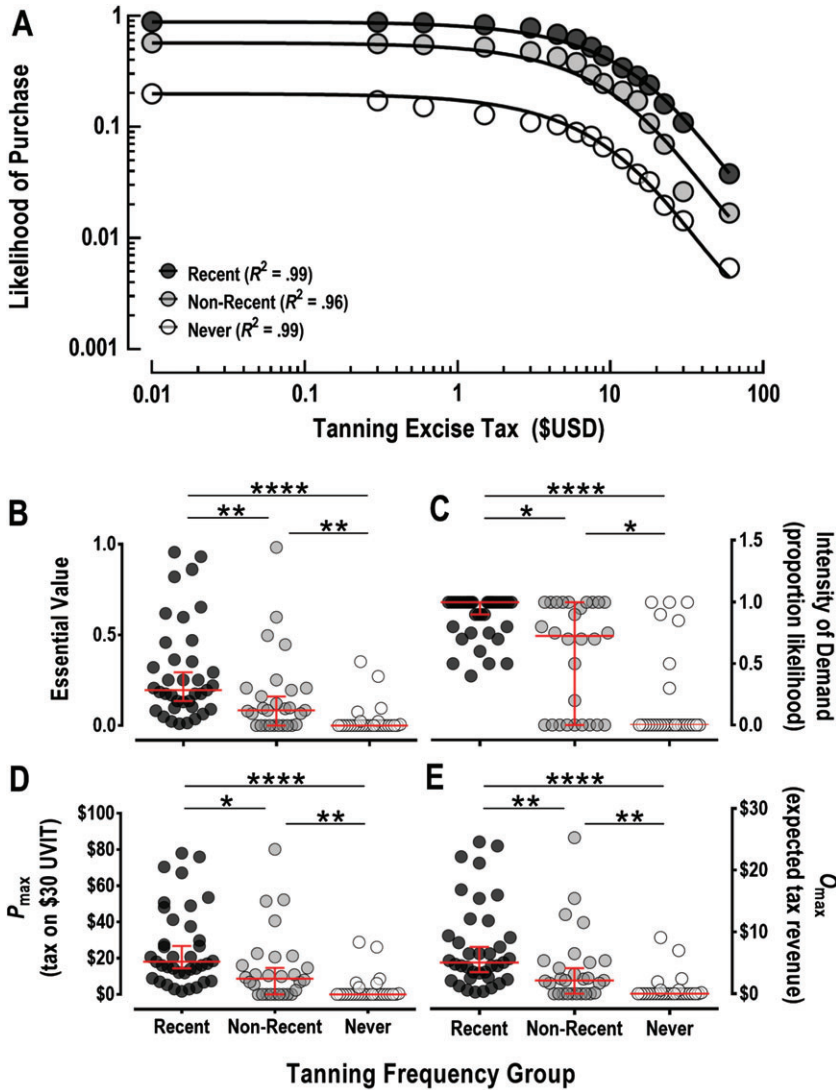 A
Likelihood of Purchase
1
0.1
0.01
0.001
Recent (R² = .99)
Non-Recent (R² = .96)
Never (R² = .99)
0.01 0.1 1 10 100
Tanning Excise Tax ($USD)
B
****
** **
Essential Value
1.0
0.5
0.0
C
****
* *
1.5
1.0
0.5
0.0
Intensity of Demand
(proportion likelihood)
D
****
* **
Pmax
(tax on $30 UVIT)
$100
$80
$60
$40
$20
$0
Recent Non-Recent Never
E
****
** **
$30
$20
$10
$0
Omax
(expected tax revenue)
Recent Non-Recent Never
Tanning Frequency Group